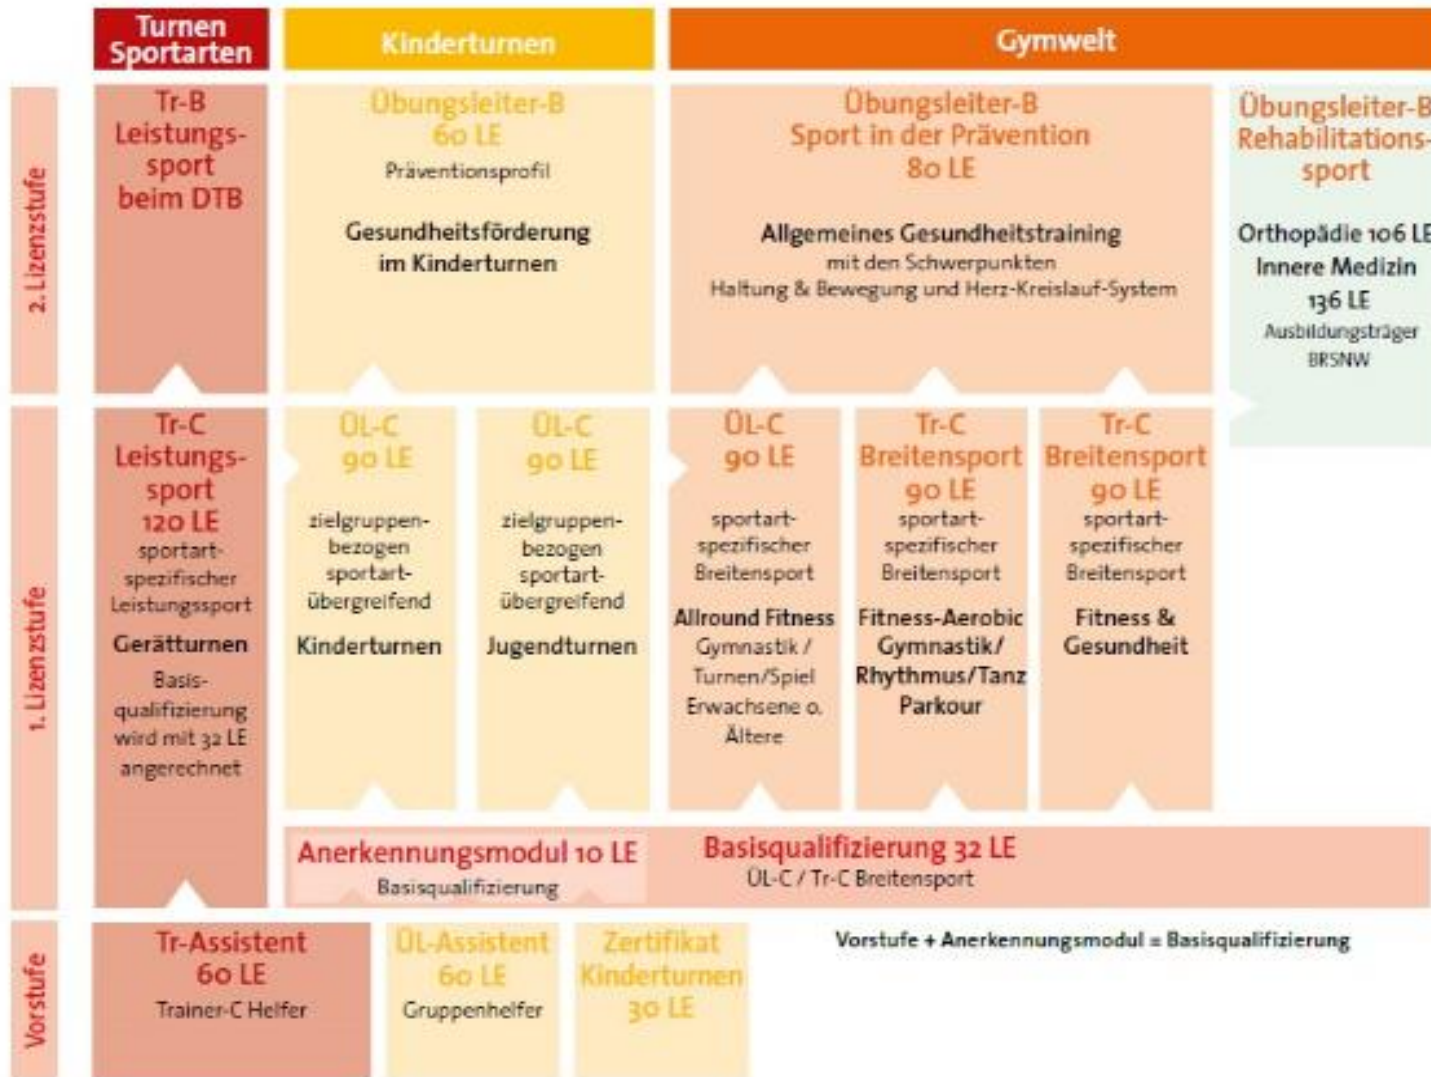 Turnen
Sportarten
Kinderturnen
Gymwelt
2. Lizenzstufe
Tr-B
Leistungs-
sport
beim DTB
Übungsleiter-B
60 LE
Präventionsprofil
Gesundheitsförderung
im Kinderturnen
Übungsleiter-B
Sport in der Prävention
80 LE
Allgemeines Gesundheitstraining
mit den Schwerpunkten
Haltung & Bewegung und Herz-Kreislauf-System
Übungsleiter-B
Rehabilitations-
sport
Orthopädie 106 LE
Innere Medizin
136 LE
Ausbildungsträger
BRSNW
1. Lizenzstufe
Tr-C
Leistungs-
sport
120 LE
sportart-
spezifischer
Leistungssport
Gerätturnen
Basis-
qualifizierung
wird mit 32 LE
angerechnet
ÜL-C
90 LE
zielgruppen-
bezogen
sportart-
übergreifend
Kinderturnen
ÜL-C
90 LE
zielgruppen-
bezogen
sportart-
übergreifend
Jugendturnen
ÜL-C
90 LE
sportart-
spezifischer
Breitensport
Allround Fitness
Gymnastik /
Turnen/Spiel
Erwachsene o.
Ältere
Tr-C
Breitensport
90 LE
sportart-
spezifischer
Breitensport
Fitness-Aerobic
Gymnastik/
Rhythmus/Tanz
Parkour
Tr-C
Breitensport
90 LE
sportart-
spezifischer
Breitensport
Fitness &
Gesundheit
Anerkennungsmodul 10 LE
Basisqualifizierung
Basisqualifizierung 32 LE
ÜL-C / Tr-C Breitensport
Vorstufe
Tr-Assistent
60 LE
Trainer-C Helfer
ÜL-Assistent
60 LE
Gruppenhelfer
Zertifikat
Kinderturnen
30 LE
Vorstufe + Anerkennungsmodul = Basisqualifizierung